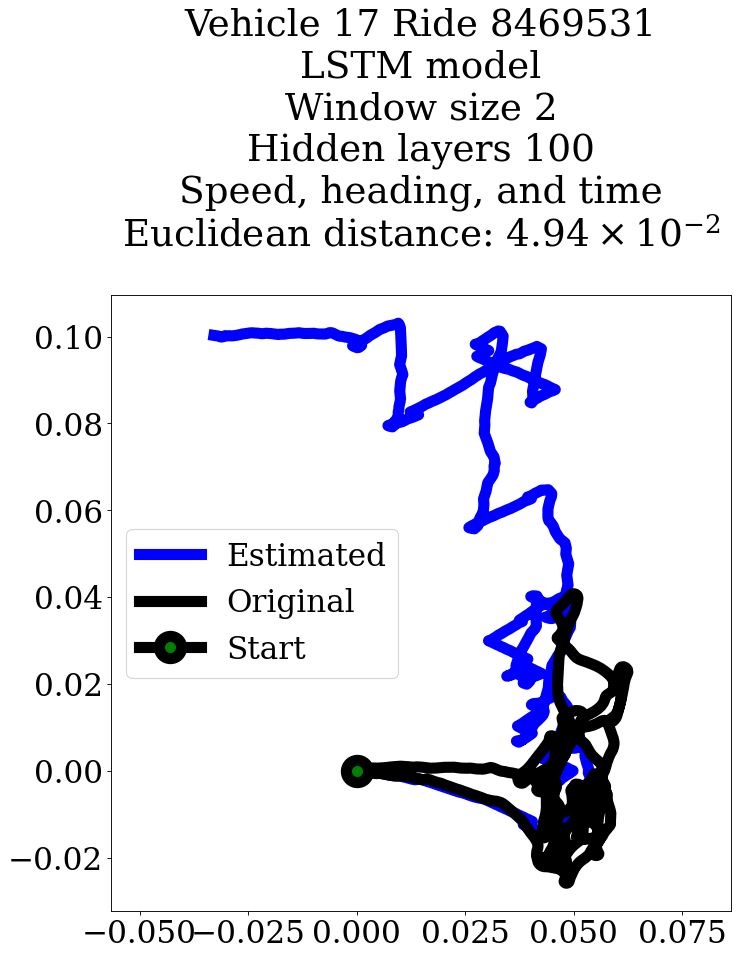 Vehicle 17 Ride 8469531
LSTM model
Window size 2
Hidden layers 100
Speed, heading, and time
Euclidean distance: 4.94 × 10⁻²
0.10
0.08
0.06
0.04
0.02
0.00
−0.02
Estimated
Original
Start
−0.050 −0.025 0.000 0.025 0.050 0.075